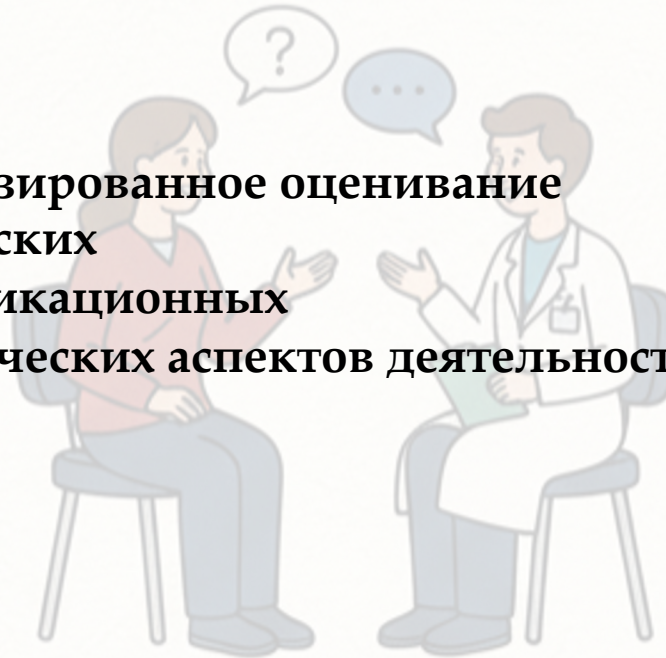 зированное оценивание
ских
икационных
ческих аспектов деятельност
?
...